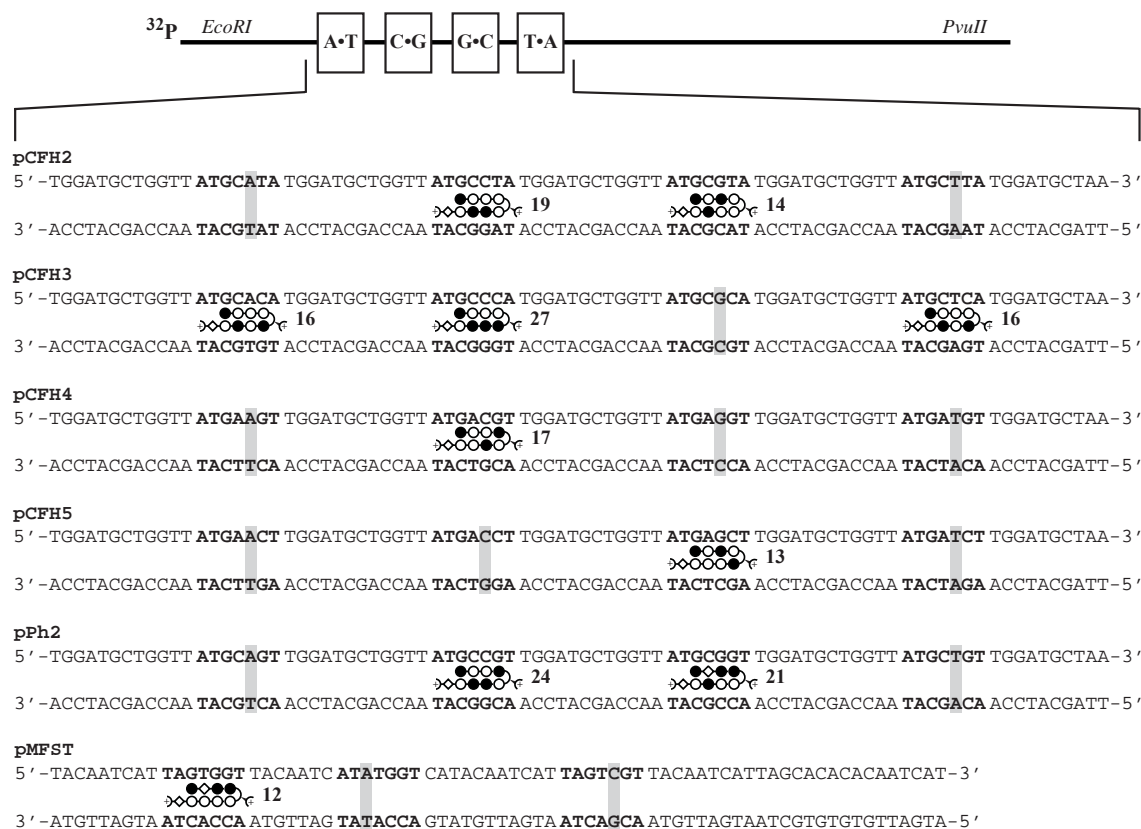 32P EcoRI PvuII
A•T C•G G•C T•A
pCFH2
5′-TGGATGCTGGTT ATGCATA TGGATGCTGGTT ATGCCTA TGGATGCTGGTT ATGCGTA TGGATGCTGGTT ATGCTTA TGGATGCTAA-3′
19 14
3′-ACCTACGACCAA TACGTAT ACCTACGACCAA TACGGAT ACCTACGACCAA TACGCAT ACCTACGACCAA TACGAAT ACCTACGATT-5′
pCFH3
5′-TGGATGCTGGTT ATGCACA TGGATGCTGGTT ATGCCCA TGGATGCTGGTT ATGCGCA TGGATGCTGGTT ATGCTCA TGGATGCTAA-3′
16 27 16
3′-ACCTACGACCAA TACGTGT ACCTACGACCAA TACGGGT ACCTACGACCAA TACGCGT ACCTACGACCAA TACGAGT ACCTACGATT-5′
pCFH4
5′-TGGATGCTGGTT ATGAAGT TGGATGCTGGTT ATGACGT TGGATGCTGGTT ATGAGGT TGGATGCTGGTT ATGATGT TGGATGCTAA-3′
17
3′-ACCTACGACCAA TACTTCA ACCTACGACCAA TACTGCA ACCTACGACCAA TACTCCA ACCTACGACCAA TACTACA ACCTACGATT-5′
pCFH5
5′-TGGATGCTGGTT ATGAACT TGGATGCTGGTT ATGACCT TGGATGCTGGTT ATGAGCT TGGATGCTGGTT ATGATCT TGGATGCTAA-3′
13
3′-ACCTACGACCAA TACTTGA ACCTACGACCAA TACTGGA ACCTACGACCAA TACTCGA ACCTACGACCAA TACTAGA ACCTACGATT-5′
pPh2
5′-TGGATGCTGGTT ATGCAGT TGGATGCTGGTT ATGCCGT TGGATGCTGGTT ATGCGGT TGGATGCTGGTT ATGCTGT TGGATGCTAA-3′
24 21
3′-ACCTACGACCAA TACGTCA ACCTACGACCAA TACGGCA ACCTACGACCAA TACGCCA ACCTACGACCAA TACGACA ACCTACGATT-5′
pMFST
5′-TACAATCAT TAGTGGT TACAATC ATATGGT CATACAATCAT TAGTCGT TACAATCATTAGCACACACAATCAT-3′
12
3′-ATGTTAGTA ATCACCA ATGTTAG TATACCA GTATGTTAGTA ATCAGCA ATGTTAGTAATCGTGTGTGTTAGTA-5′